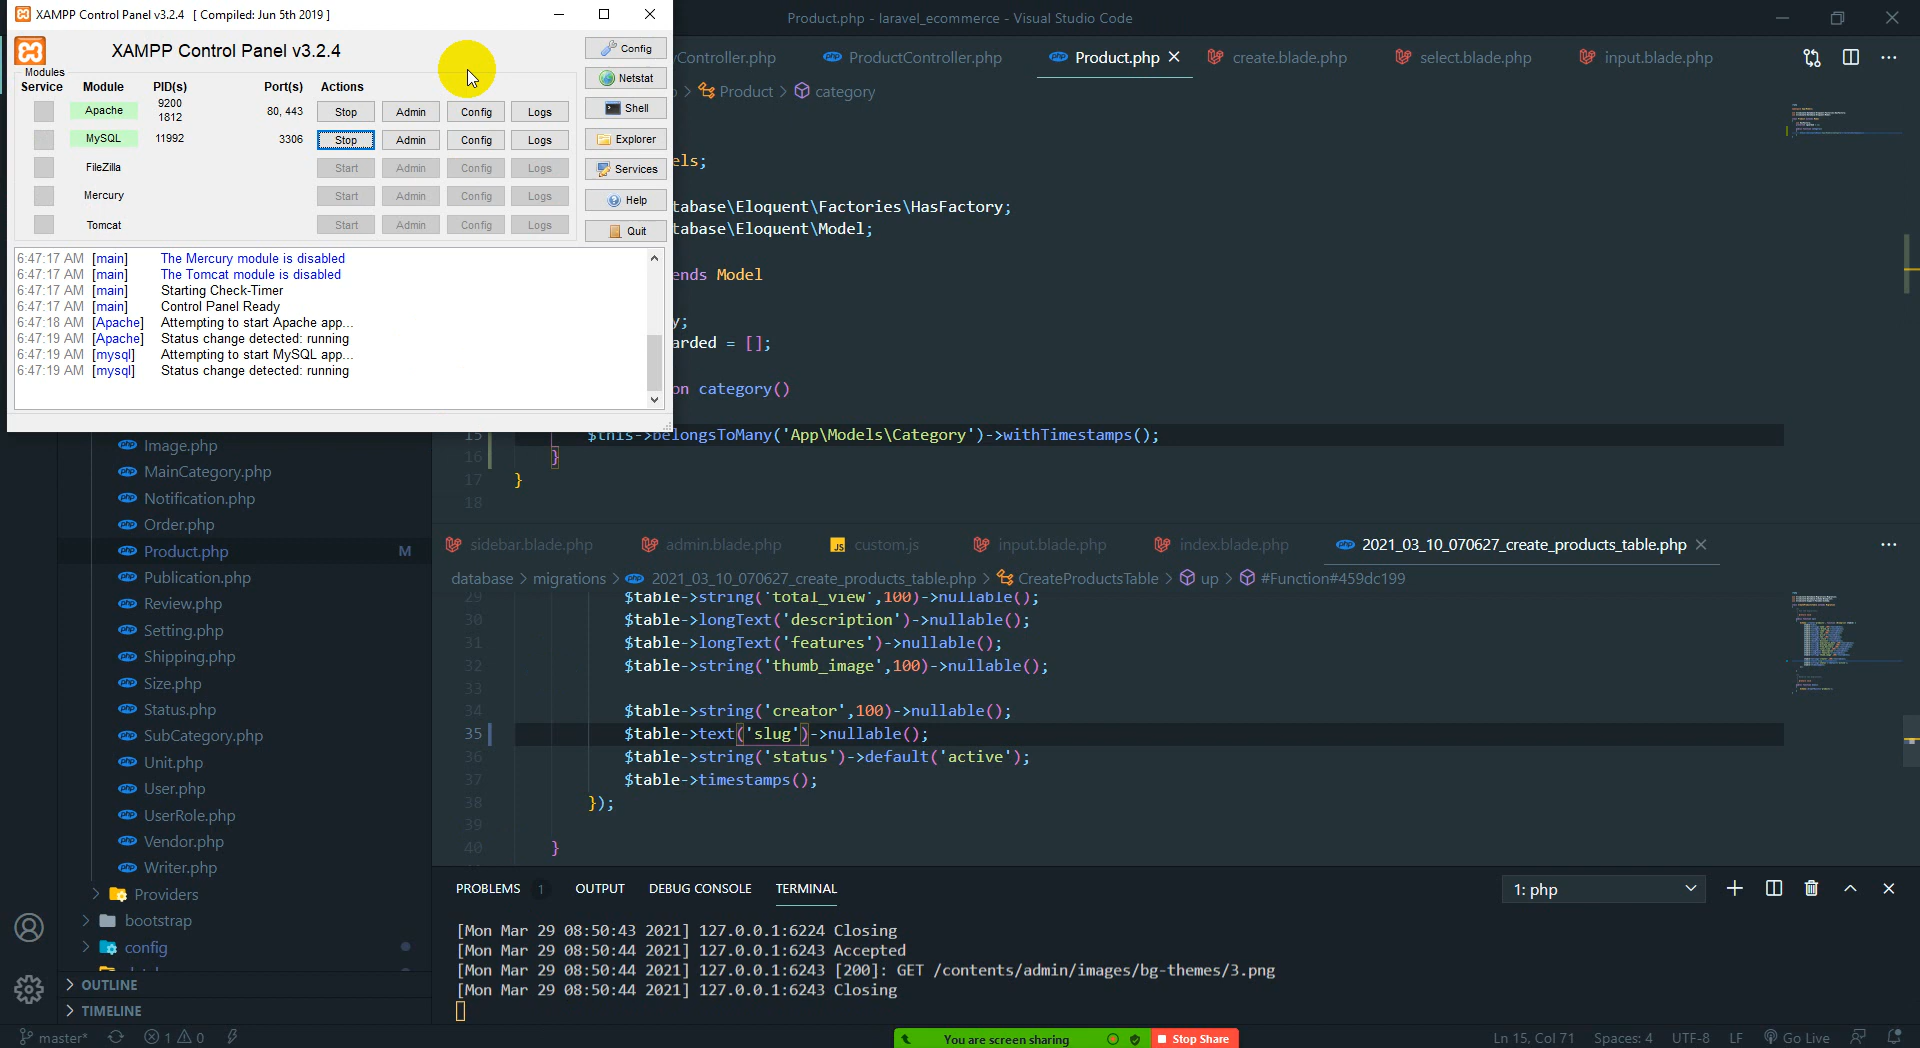 XAMPP Control Panel v3.2.4 [ Compiled: Jun 5th 2019 ]
XAMPP Control Panel v3.2.4
Config
Modules
Service Module PID(s) Port(s) Actions
Netstat
Apache 9200 1812 80, 443 Stop Admin Config Logs
Shell
MySQL 11992 3306 Stop Admin Config Logs
Explorer
FileZilla Start Admin Config Logs
Services
Mercury Start Admin Config Logs
Help
Tomcat Start Admin Config Logs
Quit
6:47:17 AM [main] The Mercury module is disabled
6:47:17 AM [main] The Tomcat module is disabled
6:47:17 AM [main] Starting Check-Timer
6:47:17 AM [main] Control Panel Ready
6:47:18 AM [Apache] Attempting to start Apache app...
6:47:19 AM [Apache] Status change detected: running
6:47:19 AM [mysql] Attempting to start MySQL app...
6:47:19 AM [mysql] Status change detected: running
Product.php - laravel_ecommerce - Visual Studio Code
Controller.php ProductController.php Product.php create.blade.php select.blade.php input.blade.php
Product > category
els;
tabase\Eloquent\Factories\HasFactory;
tabase\Eloquent\Model;
ends Model
y;
arded = [];
on category()
15 $this->belongsToMany('App\Models\Category')->withTimestamps();
16 }
17 }
18
Image.php
MainCategory.php
Notification.php
Order.php
Product.php M
Publication.php
Review.php
Setting.php
Shipping.php
Size.php
Status.php
SubCategory.php
Unit.php
User.php
UserRole.php
Vendor.php
Writer.php
Providers
bootstrap
config
OUTLINE
TIMELINE
sidebar.blade.php admin.blade.php JS custom.js input.blade.php index.blade.php 2021_03_10_070627_create_products_table.php
database > migrations > 2021_03_10_070627_create_products_table.php > CreateProductsTable > up > #Function#459dc199
29 $table->string('total_view',100)->nullable();
30 $table->longText('description')->nullable();
31 $table->longText('features')->nullable();
32 $table->string('thumb_image',100)->nullable();
33
34 $table->string('creator',100)->nullable();
35 $table->text('slug')->nullable();
36 $table->string('status')->default('active');
37 $table->timestamps();
38 });
39
40 }
PROBLEMS 1 OUTPUT DEBUG CONSOLE TERMINAL 1: php
[Mon Mar 29 08:50:43 2021] 127.0.0.1:6224 Closing
[Mon Mar 29 08:50:44 2021] 127.0.0.1:6243 Accepted
[Mon Mar 29 08:50:44 2021] 127.0.0.1:6243 [200]: GET /contents/admin/images/bg-themes/3.png
[Mon Mar 29 08:50:44 2021] 127.0.0.1:6243 Closing
master* 1 0 You are screen sharing Stop Share Ln 15, Col 71 Spaces: 4 UTF-8 LF Go Live